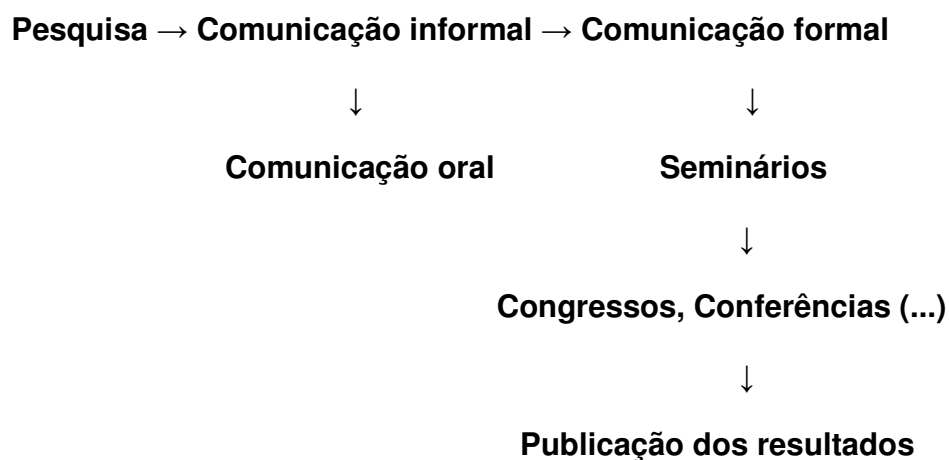 Pesquisa → Comunicação informal → Comunicação formal
↓ ↓
Comunicação oral Seminários
↓
Congressos, Conferências (...)
↓
Publicação dos resultados